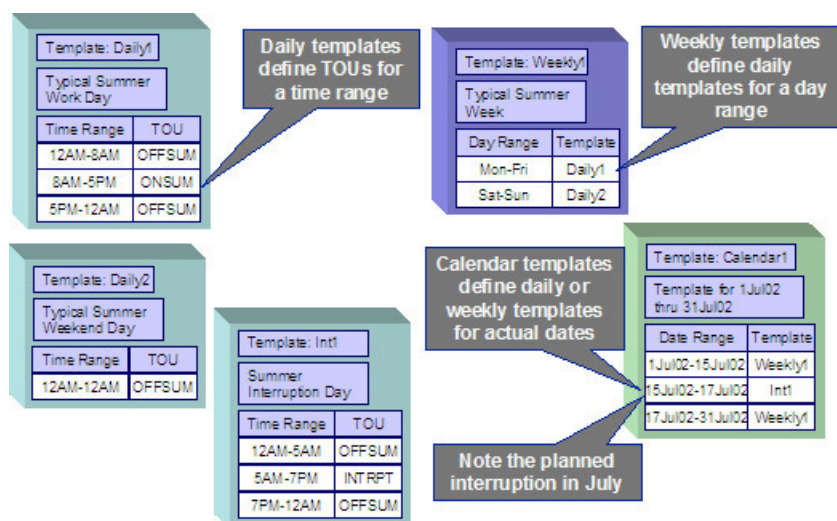 Template: Daily1
Typical Summer
Work Day
Time Range TOU
12AM-8AM OFFSUM
8AM-5PM ONSUM
5PM-12AM OFFSUM
Daily templates
define TOUs for
a time range
Template: Weekly1
Typical Summer
Week
Day Range Template
Mon-Fri Daily1
Sat-Sun Daily2
Weekly templates
define daily
templates for a day
range
Template: Daily2
Typical Summer
Weekend Day
Time Range TOU
12AM-12AM OFFSUM
Template: Int1
Summer
Interruption Day
Time Range TOU
12AM-5AM OFFSUM
5AM-7PM INTRPT
7PM-12AM OFFSUM
Calendar templates
define daily or
weekly templates
for actual dates
Template: Calendar1
Template for 1Jul02
thru 31Jul02
Date Range Template
1Jul02-15Jul02 Weekly1
15Jul02-17Jul02 Int1
17Jul02-31Jul02 Weekly1
Note the planned
interruption in July